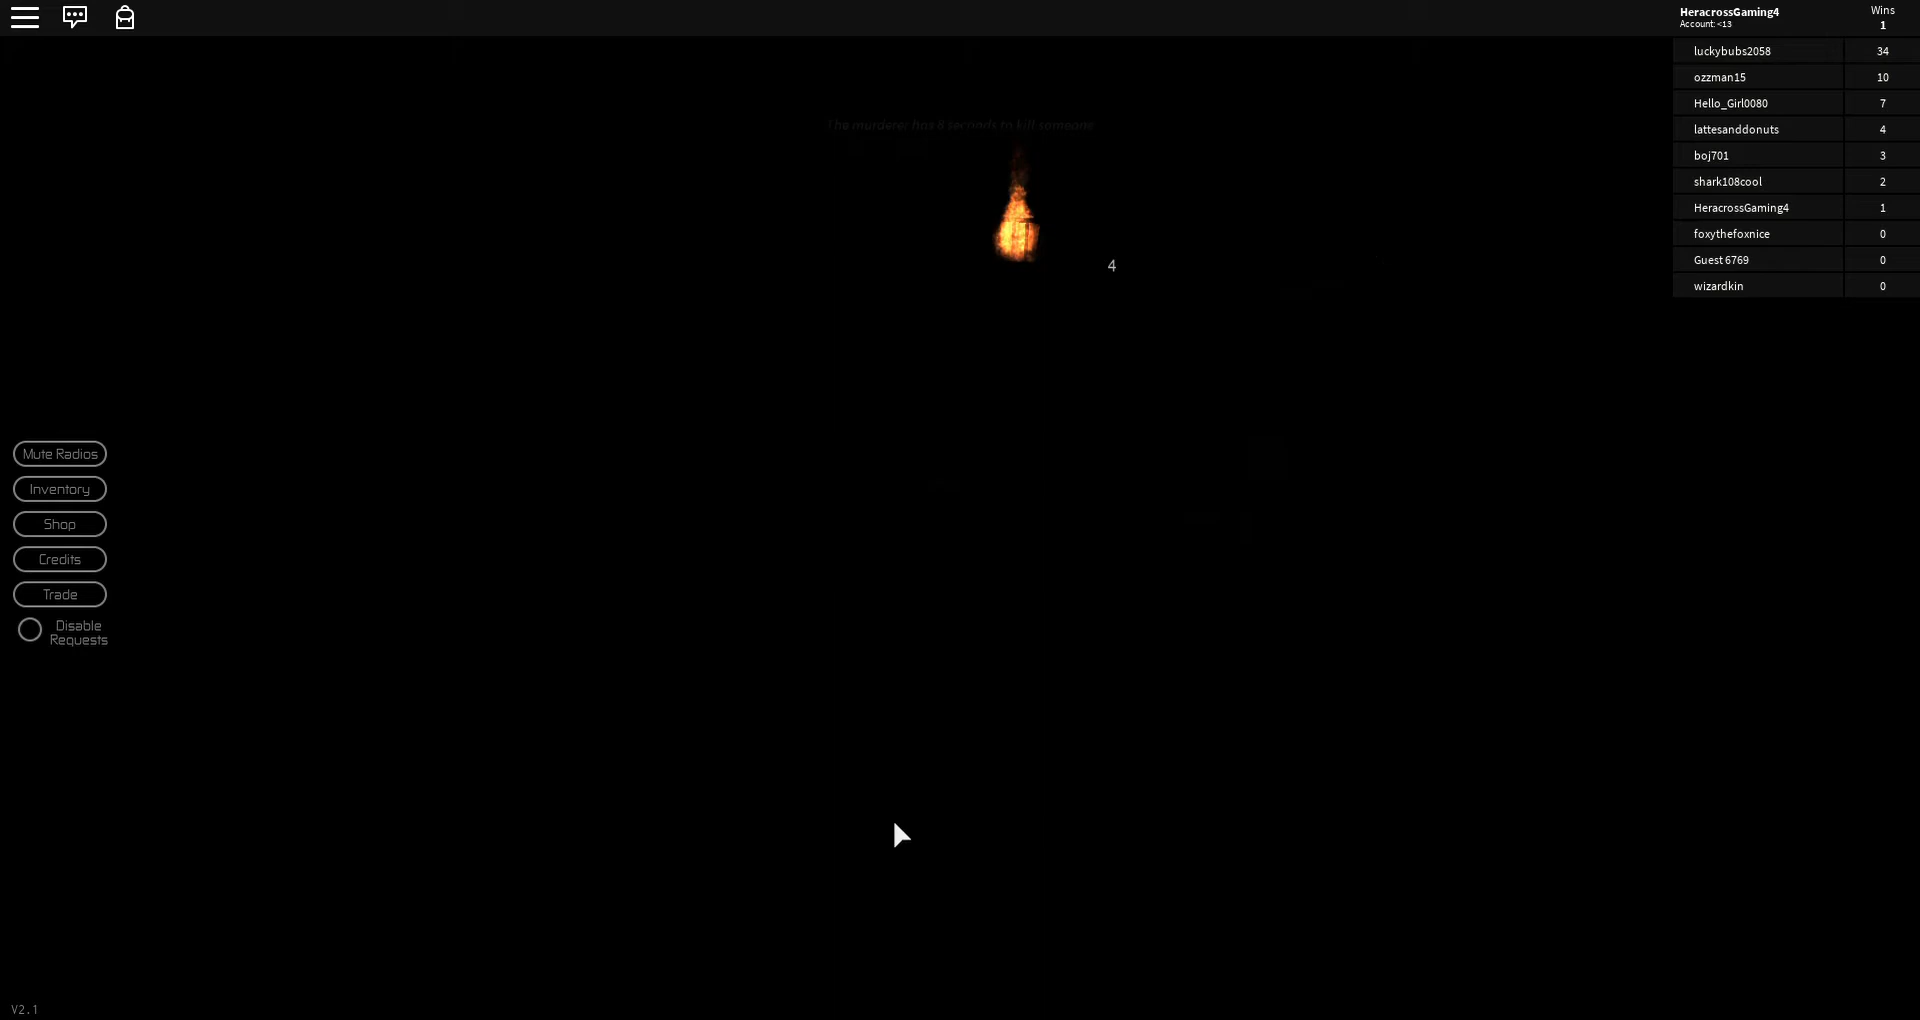 HeracrossGaming4 Wins
Account: <13 1
luckybubs2058 34
ozzman15 10
Hello_Girl0080 7
lattesanddonuts 4
boj701 3
shark108cool 2
HeracrossGaming4 1
foxythefoxnice 0
Guest 6769 0
wizardkin 0
The murderer has 8 seconds to kill someone
4
Mute Radios
Inventory
Shop
Credits
Trade
Disable
Requests
V2.1